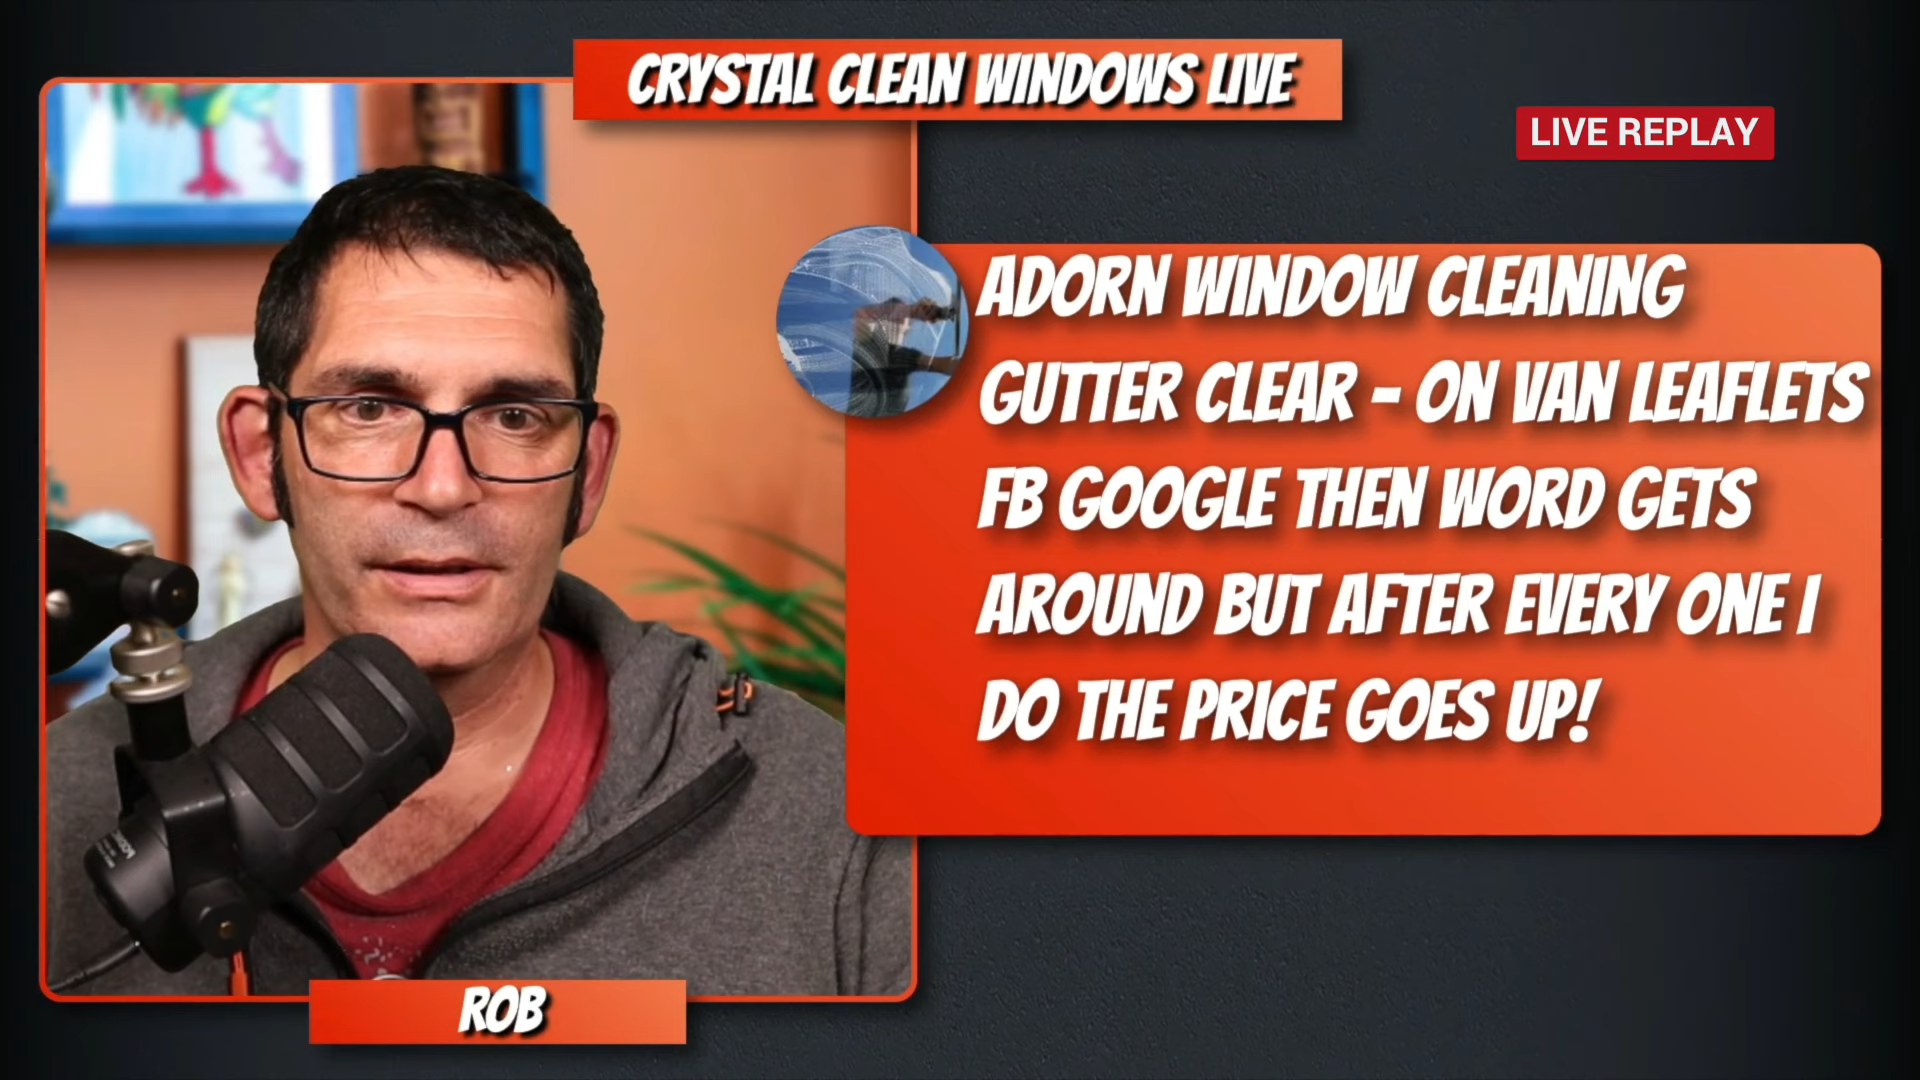 CRYSTAL CLEAN WINDOWS LIVE
LIVE REPLAY
ADORN WINDOW CLEANING
GUTTER CLEAR - ON VAN LEAFLETS
FB GOOGLE THEN WORD GETS
AROUND BUT AFTER EVERY ONE I
DO THE PRICE GOES UP!
ROB